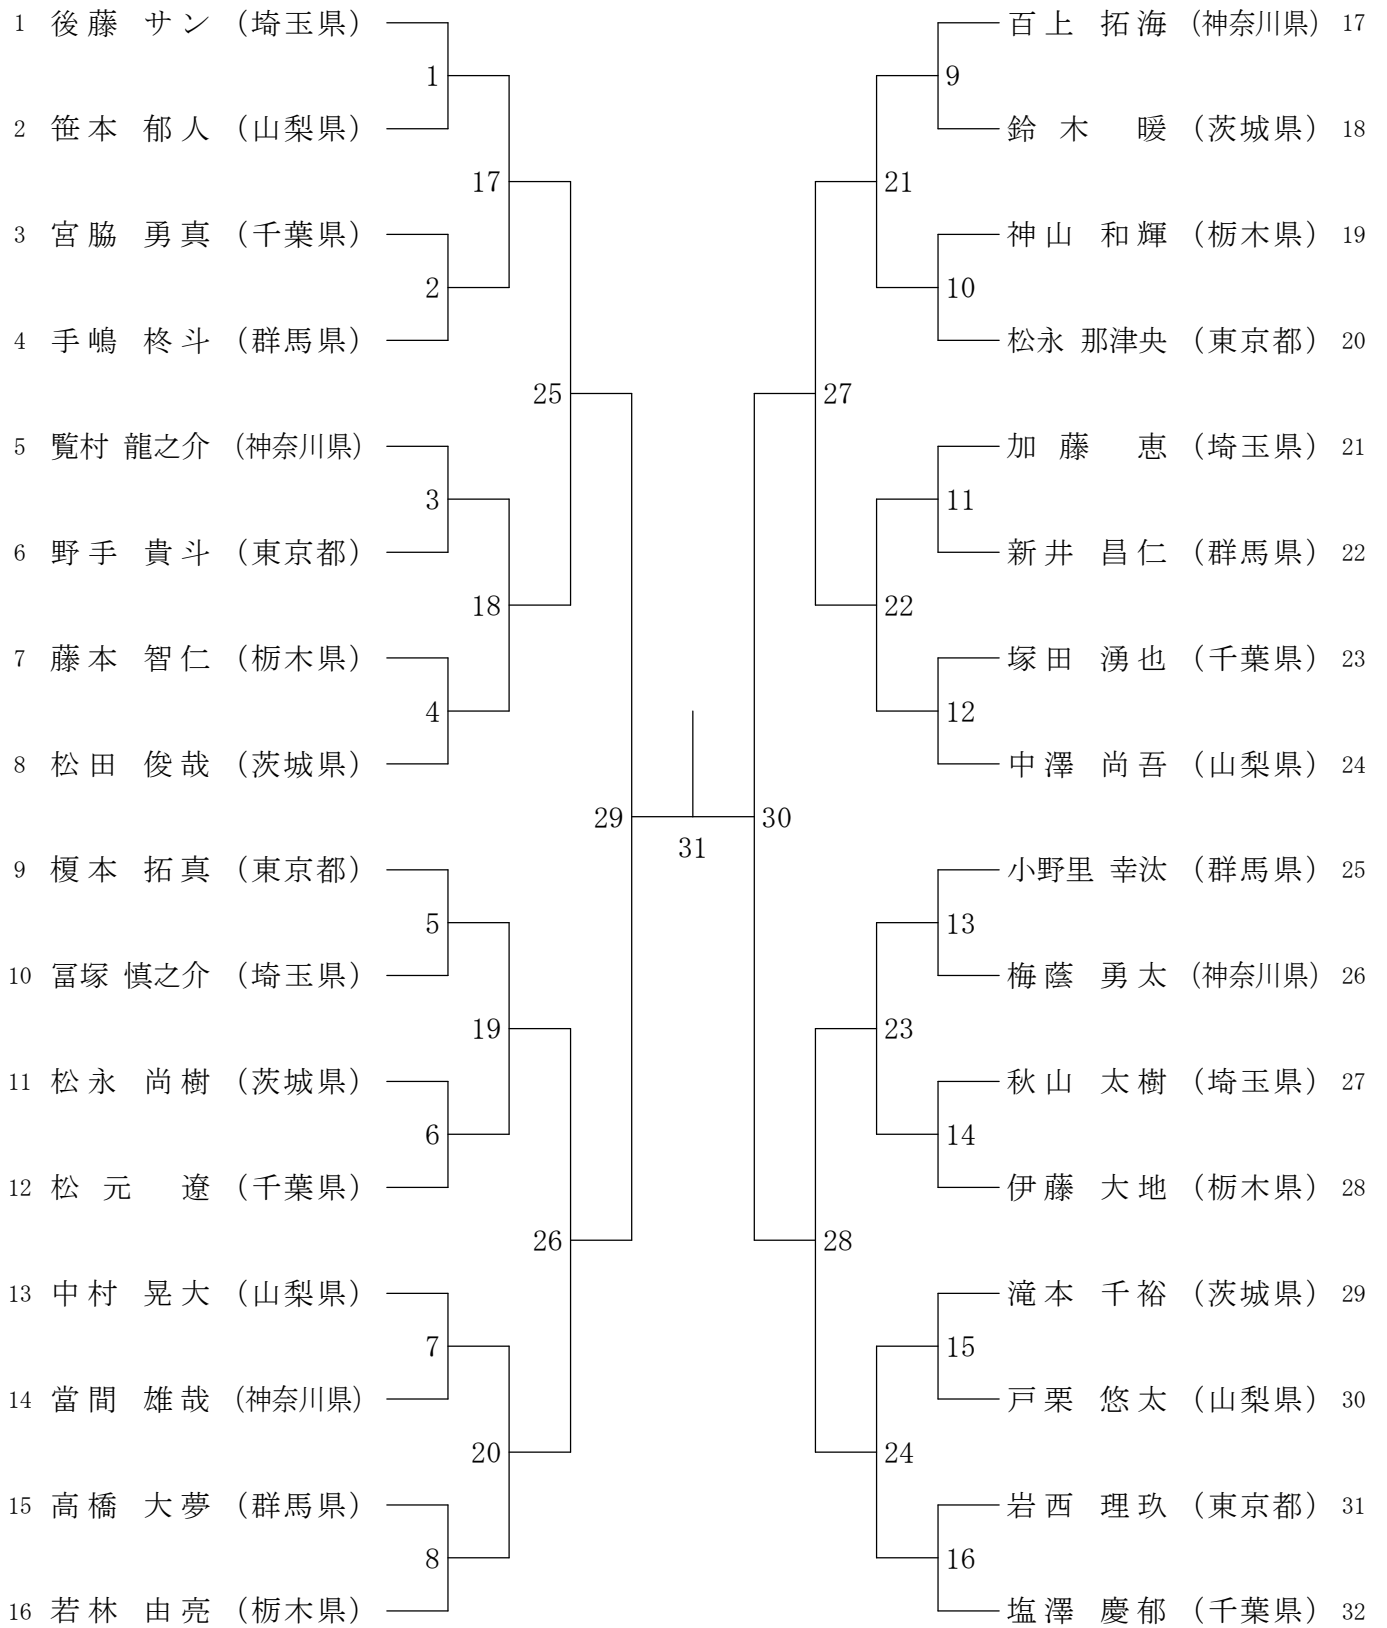 1 後藤 サン (埼玉県)
1
2 笹本 郁人 (山梨県)
17
3 宮脇 勇真 (千葉県)
2
4 手嶋 柊斗 (群馬県)
25
5 覧村 龍之介 (神奈川県)
3
6 野手 貴斗 (東京都)
18
7 藤本 智仁 (栃木県)
4
8 松田 俊哉 (茨城県)
29
9 榎本 拓真 (東京都)
5
10 冨塚 慎之介 (埼玉県)
19
11 松永 尚樹 (茨城県)
6
12 松元 遼 (千葉県)
26
13 中村 晃大 (山梨県)
7
14 當間 雄哉 (神奈川県)
20
15 高橋 大夢 (群馬県)
8
16 若林 由亮 (栃木県)
31
百上 拓海 (神奈川県) 17
9
鈴木 暖 (茨城県) 18
21
神山 和輝 (栃木県) 19
10
松永 那津央 (東京都) 20
27
加藤 恵 (埼玉県) 21
11
新井 昌仁 (群馬県) 22
22
塚田 湧也 (千葉県) 23
12
中澤 尚吾 (山梨県) 24
30
小野里 幸汰 (群馬県) 25
13
梅蔭 勇太 (神奈川県) 26
23
秋山 太樹 (埼玉県) 27
14
伊藤 大地 (栃木県) 28
28
滝本 千裕 (茨城県) 29
15
戸栗 悠太 (山梨県) 30
24
岩西 理玖 (東京都) 31
16
塩澤 慶郁 (千葉県) 32